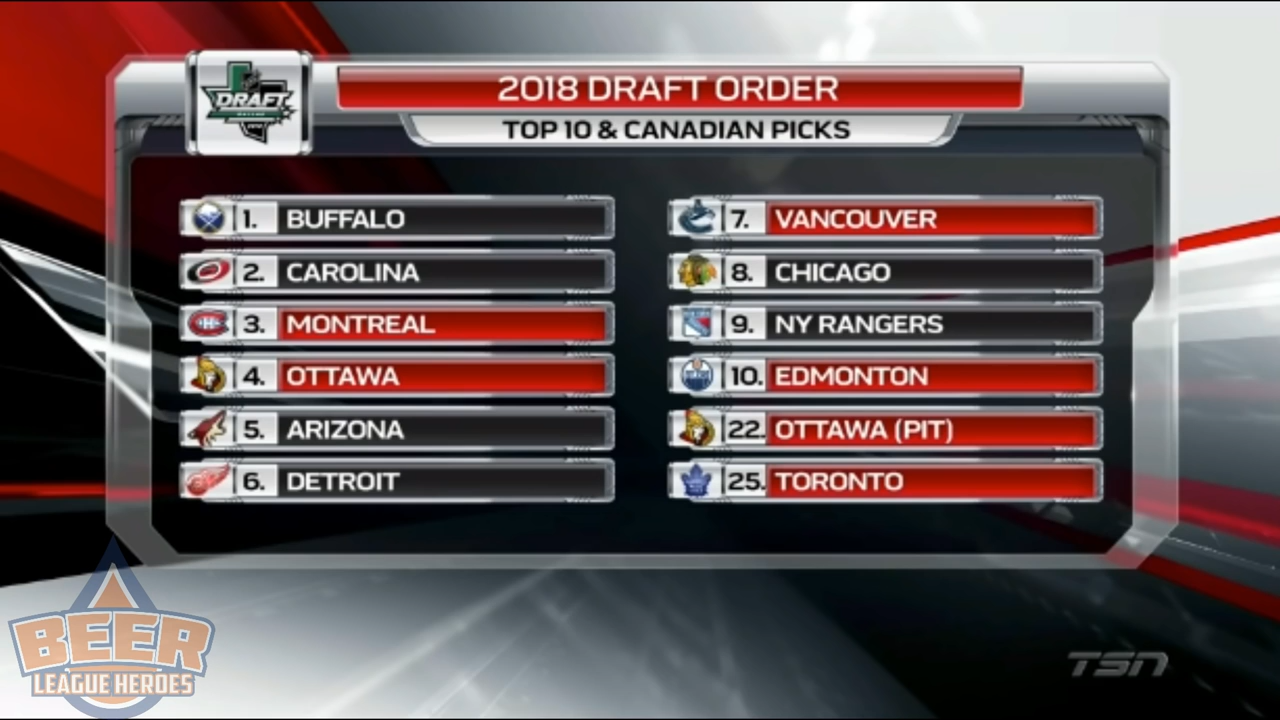 DRAFT
2018 DRAFT ORDER
TOP 10 & CANADIAN PICKS
1. BUFFALO
2. CAROLINA
3. MONTREAL
4. OTTAWA
5. ARIZONA
6. DETROIT
7. VANCOUVER
8. CHICAGO
9. NY RANGERS
10. EDMONTON
22. OTTAWA (PIT)
25. TORONTO
BEER
LEAGUE HEROES
TSN